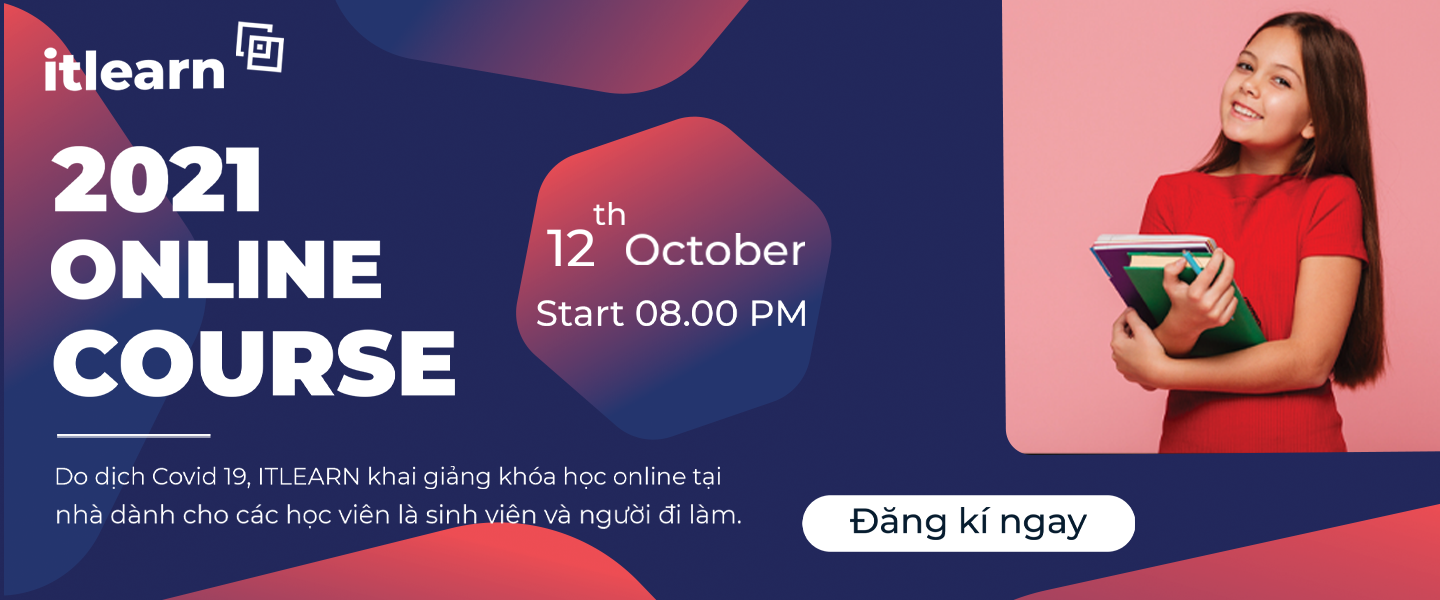 itlearn
2021
ONLINE
COURSE
12th October
Start 08.00 PM
Do dịch Covid 19, ITLEARN khai giảng khóa học online tại
nhà dành cho các học viên là sinh viên và người đi làm.
Đăng kí ngay